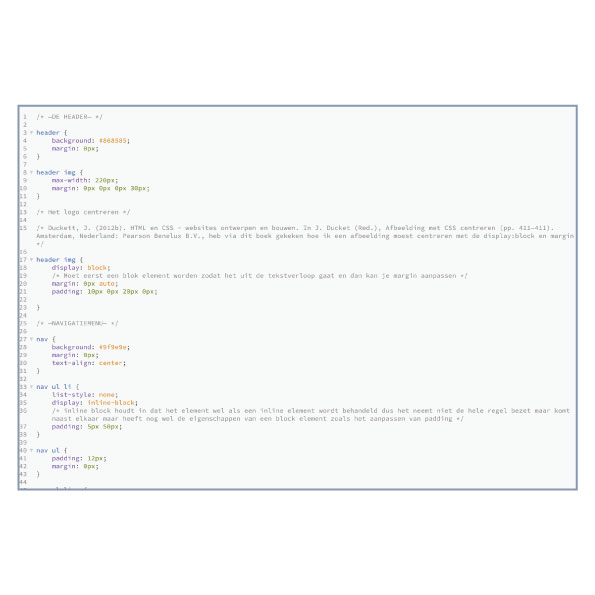 1 /* —DE HEADER— */
2
3 header {
4 background: #868585;
5 margin: 0px;
6 }
7
8 header img {
9 max-width: 220px;
10 margin: 0px 0px 0px 30px;
11 }
12
13 /* Het logo centreren */
14
15 /* Duckett, J. (2012b). HTML en CSS - websites ontwerpen en bouwen. In J. Ducket (Red.), Afbeelding met CSS centreren (pp. 411–411).
Amsterdam, Nederland: Pearson Benelux B.V., heb via dit boek gekeken hoe ik een afbeelding moest centreren met de display:block en margin
*/
16
17 header img {
18 display: block;
19 /* Moet eerst een blok element worden zodat het uit de tekstverloop gaat en dan kan je margin aanpassen */
20 margin: 0px auto;
21 padding: 10px 0px 20px 0px;
22
23 }
24
25 /* —NAVIGATIEMENU— */
26
27 nav {
28 background: #9f9e9e;
29 margin: 0px;
30 text-align: center;
31 }
32
33 nav ul li {
34 list-style: none;
35 display: inline-block;
36 /* inline block houdt in dat het element wel als een inline element wordt behandeld dus het neemt niet de hele regel bezet maar komt
naast elkaar maar heeft nog wel de eigenschappen van een block element zoals het aanpassen van padding */
37 padding: 5px 50px;
38 }
39
40 nav ul {
41 padding: 12px;
42 margin: 0px;
43 }
44